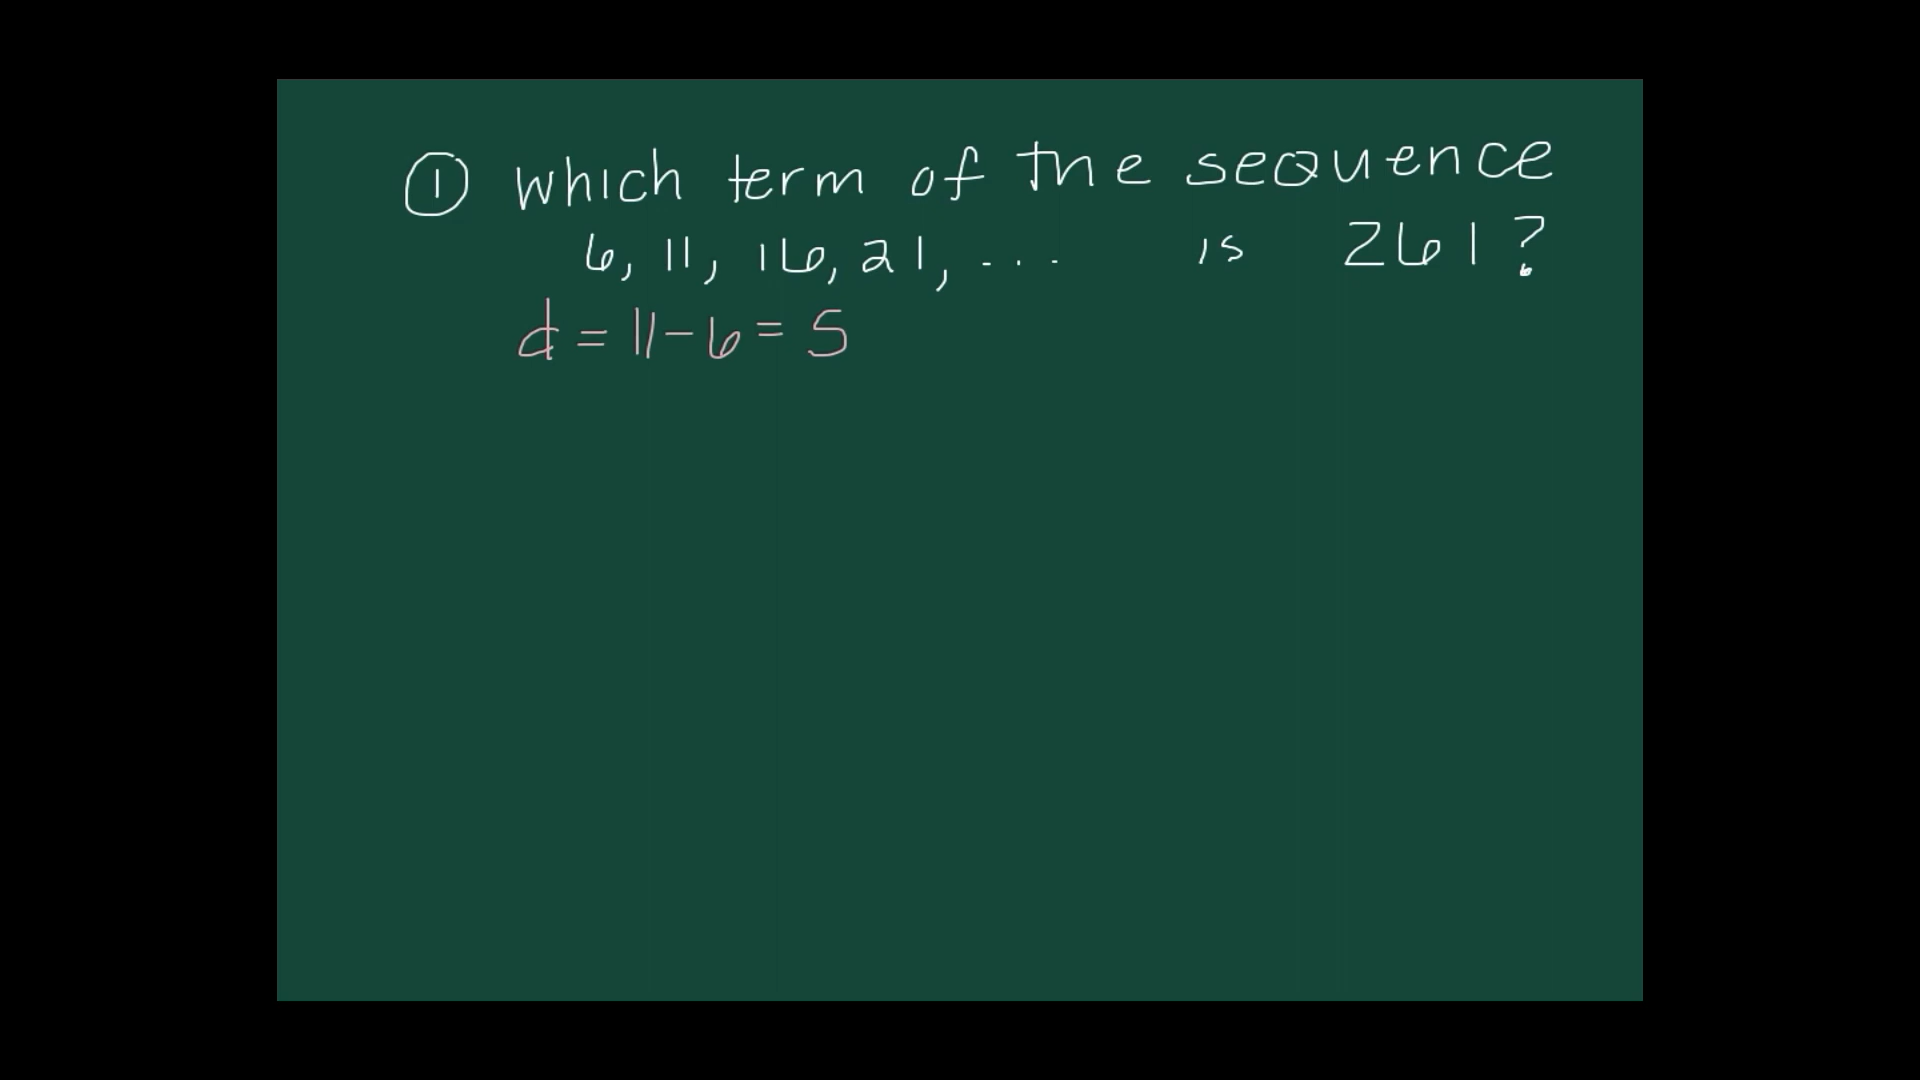 ① Which term of the sequence
6, 11, 16, 21, ... is 261?
d = 11 - 6 = 5